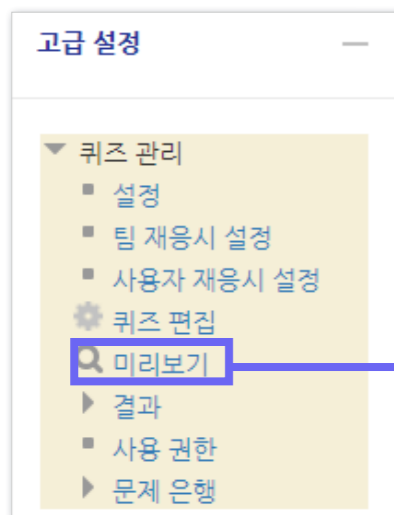 고급 설정
퀴즈 관리
설정
팀 재응시 설정
사용자 재응시 설정
퀴즈 편집
미리보기
결과
사용 권한
문제 은행